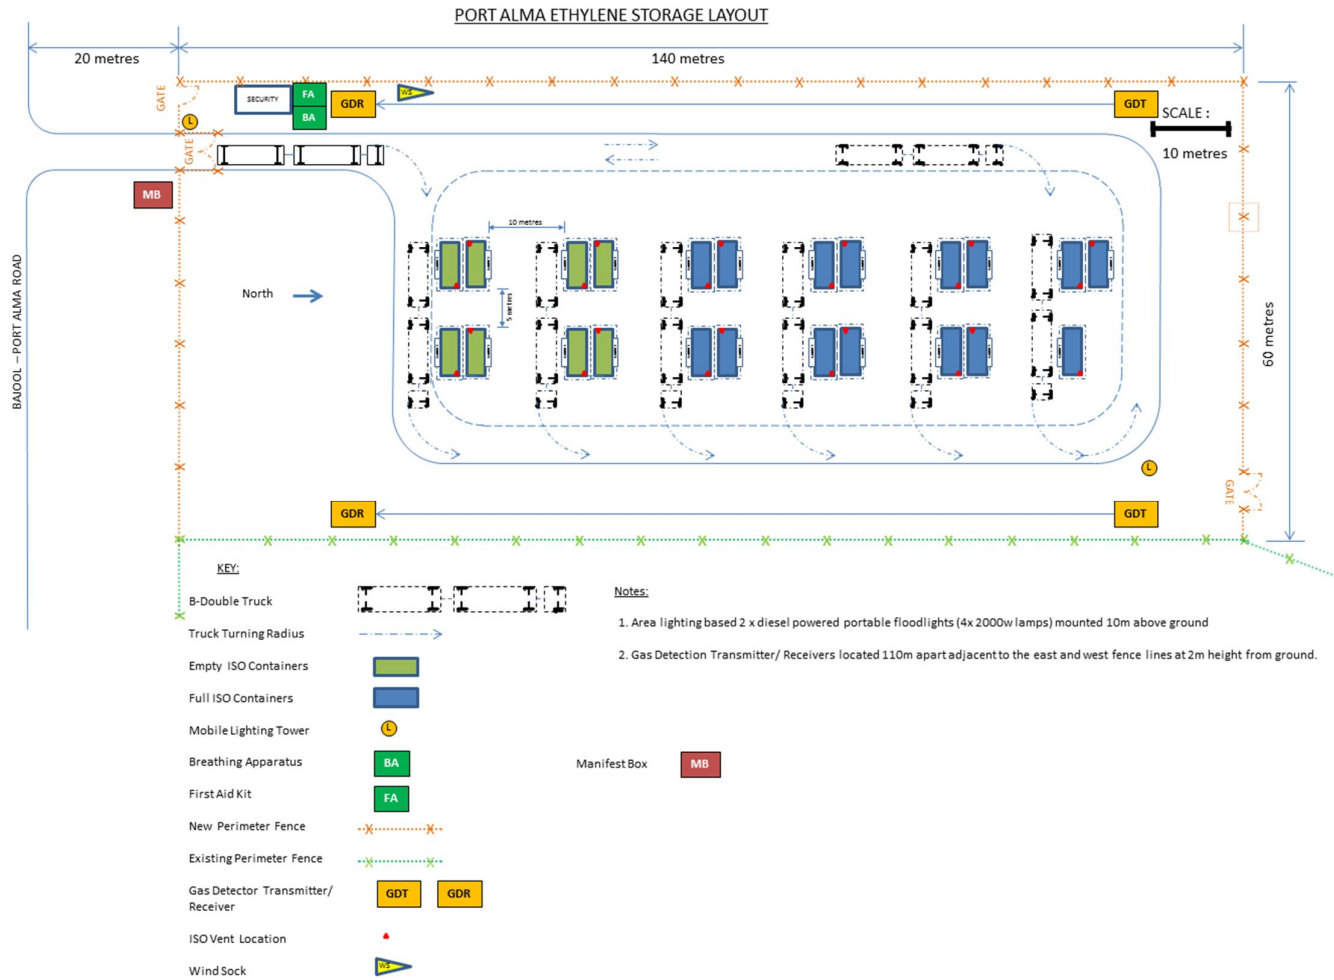 PORT ALMA ETHYLENE STORAGE LAYOUT
20 metres
140 metres
GATE
SECURITY
FA
BA
GDR
WS
GDT
SCALE :
10 metres
L
GATE
MB
10 metres
North
5 metres
BAJOOL – PORT ALMA ROAD
60 metres
L
GATE
GDR
GDT
KEY:
B-Double Truck
Truck Turning Radius
Empty ISO Containers
Full ISO Containers
Mobile Lighting Tower
L
Breathing Apparatus
BA
First Aid Kit
FA
New Perimeter Fence
Existing Perimeter Fence
Gas Detector Transmitter/
Receiver
GDT
GDR
ISO Vent Location
Wind Sock
WS
Notes:
1. Area lighting based 2 x diesel powered portable floodlights (4x 2000w lamps) mounted 10m above ground
2. Gas Detection Transmitter/ Receivers located 110m apart adjacent to the east and west fence lines at 2m height from ground.
Manifest Box
MB